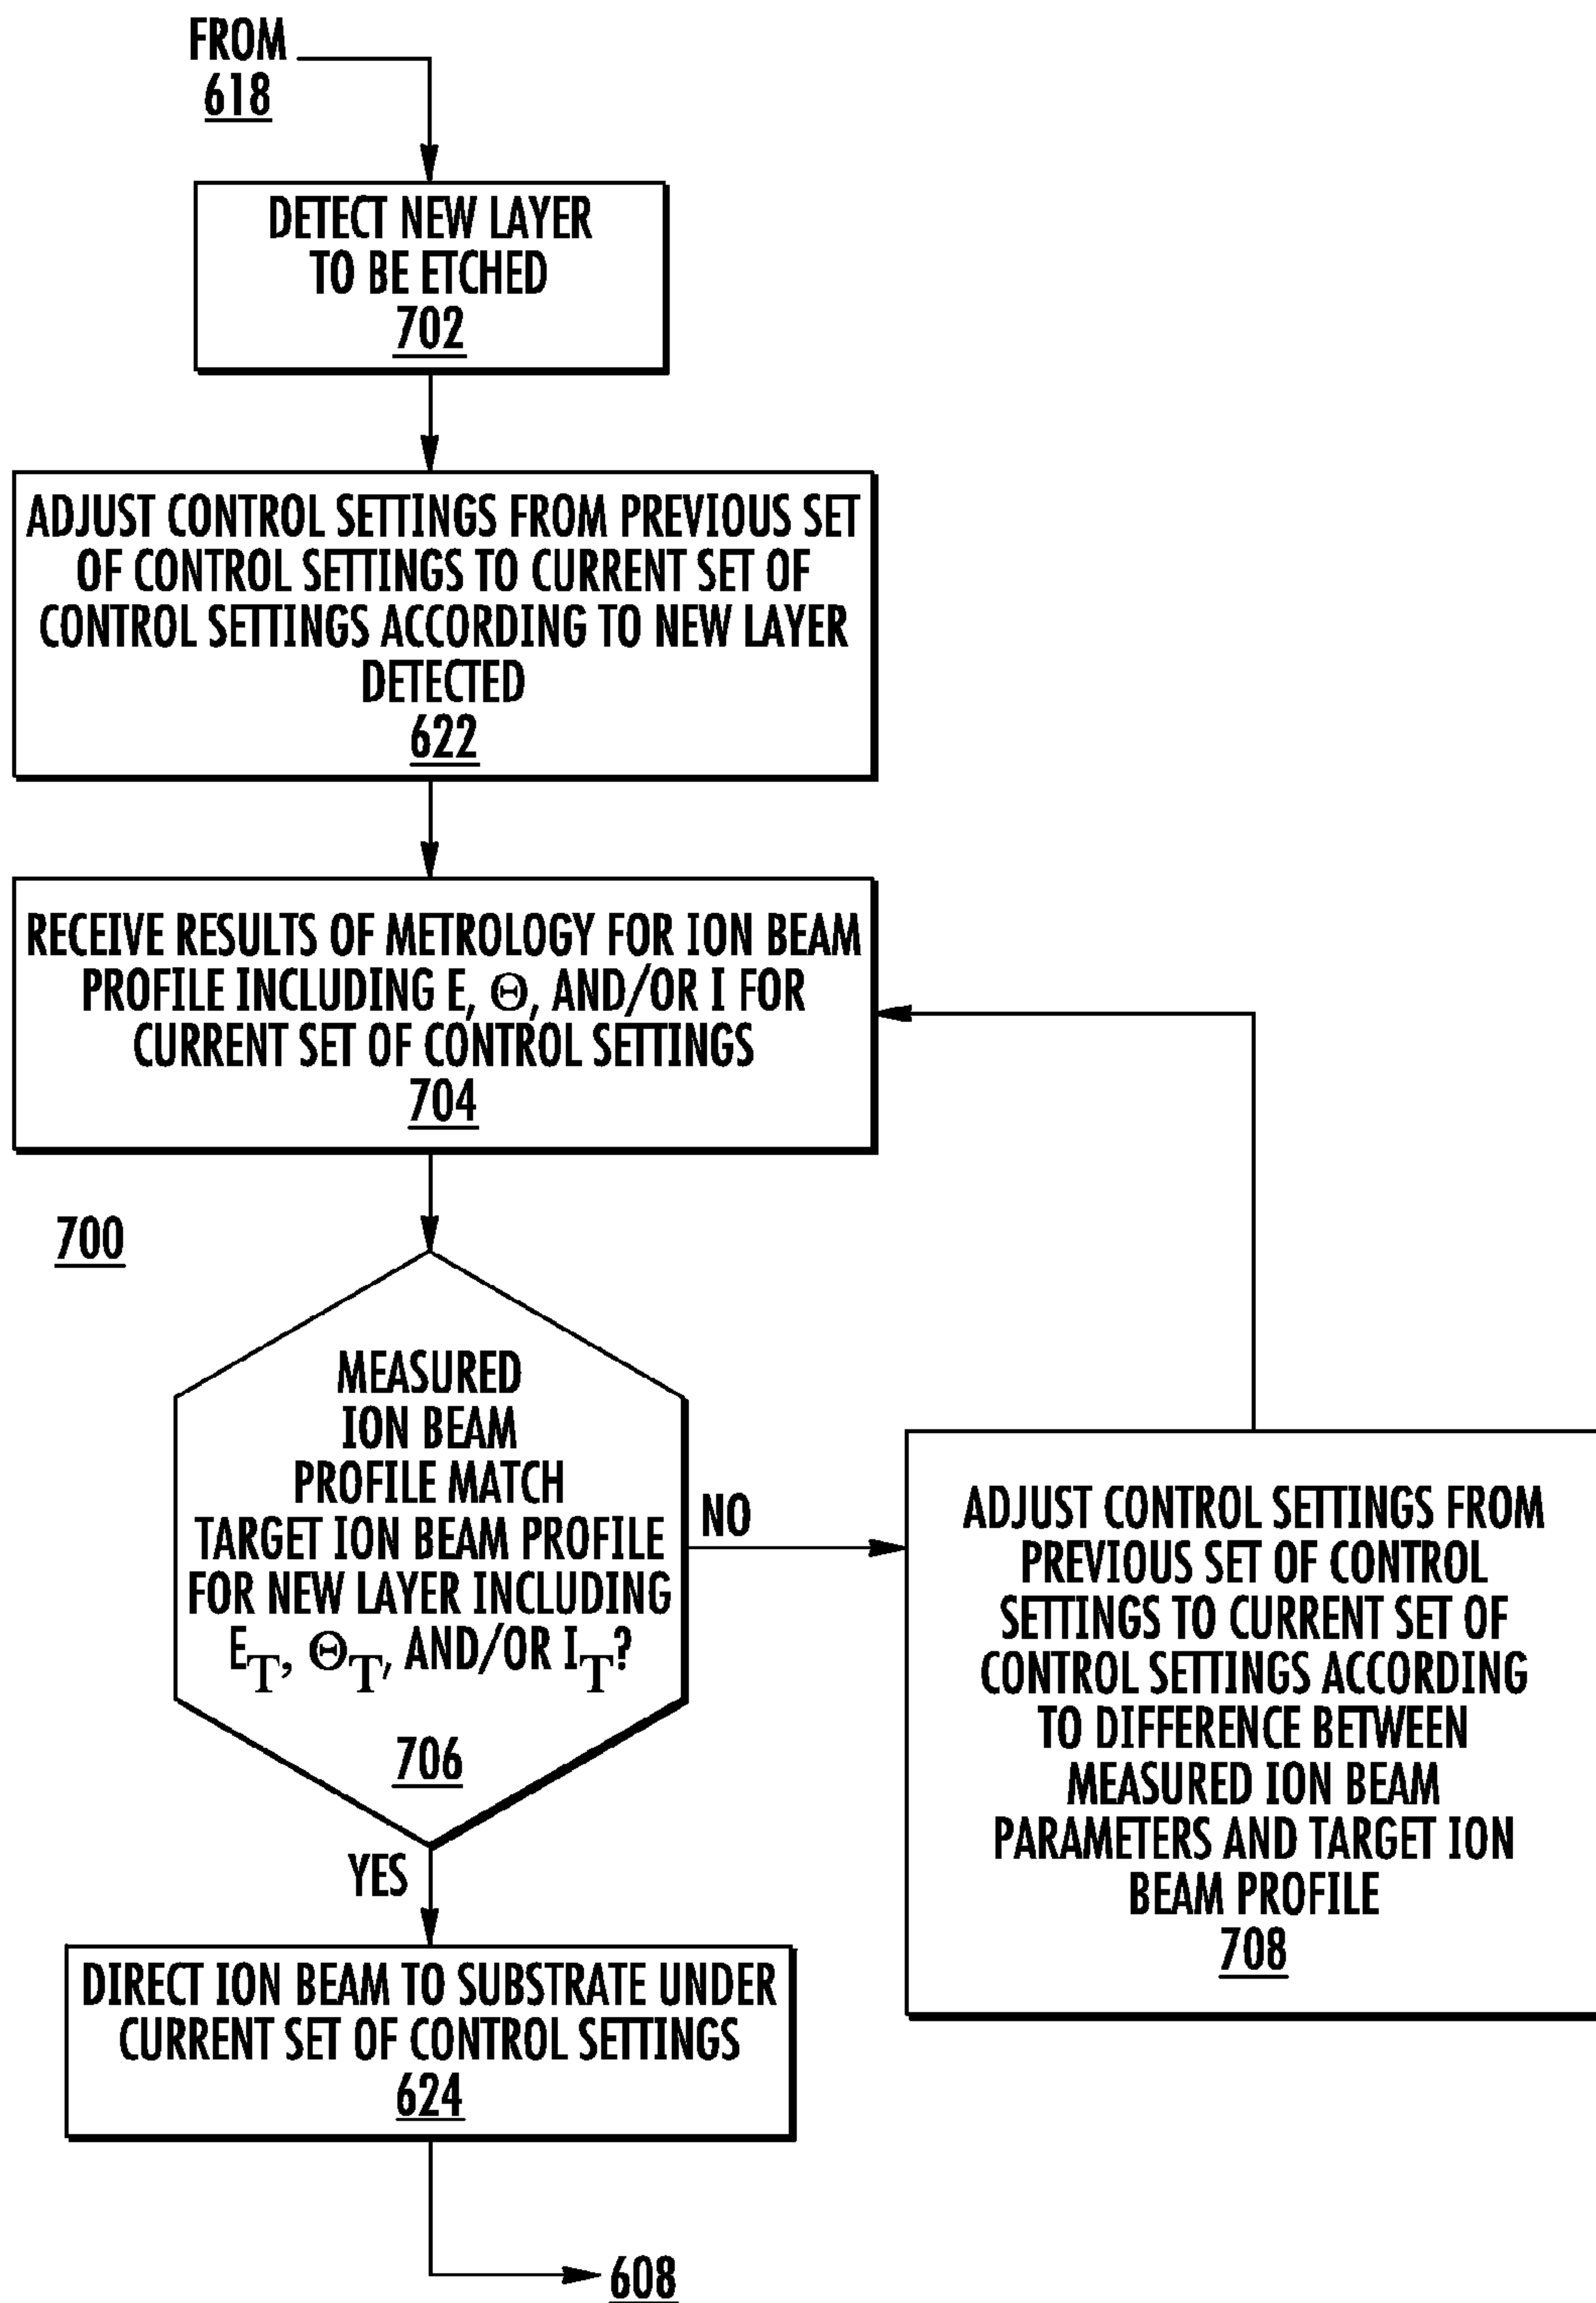 FROM
618
DETECT NEW LAYER
TO BE ETCHED
702
ADJUST CONTROL SETTINGS FROM PREVIOUS SET
OF CONTROL SETTINGS TO CURRENT SET OF
CONTROL SETTINGS ACCORDING TO NEW LAYER
DETECTED
622
RECEIVE RESULTS OF METROLOGY FOR ION BEAM
PROFILE INCLUDING E, Θ, AND/OR I FOR
CURRENT SET OF CONTROL SETTINGS
704
700
MEASURED
ION BEAM
PROFILE MATCH
TARGET ION BEAM PROFILE
FOR NEW LAYER INCLUDING
E_T, Θ_T, AND/OR I_T?
706
NO
ADJUST CONTROL SETTINGS FROM
PREVIOUS SET OF CONTROL
SETTINGS TO CURRENT SET OF
CONTROL SETTINGS ACCORDING
TO DIFFERENCE BETWEEN
MEASURED ION BEAM
PARAMETERS AND TARGET ION
BEAM PROFILE
708
YES
DIRECT ION BEAM TO SUBSTRATE UNDER
CURRENT SET OF CONTROL SETTINGS
624
608